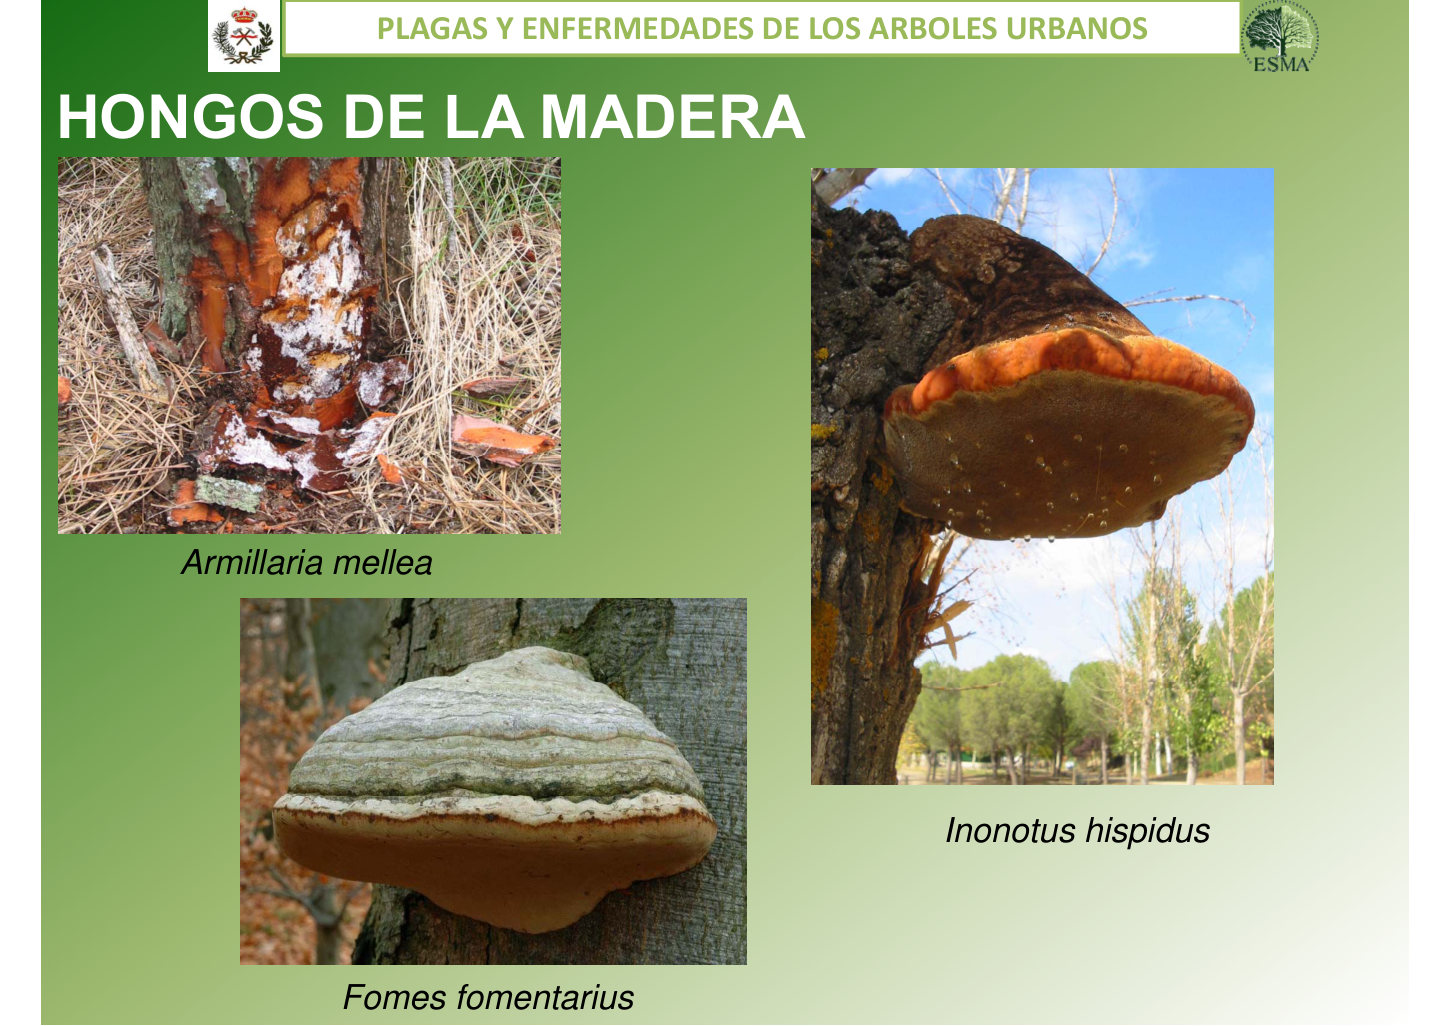 PLAGAS Y ENFERMEDADES DE LOS ARBOLES URBANOS
ESMA
HONGOS DE LA MADERA
Armillaria mellea
Inonotus hispidus
Fomes fomentarius